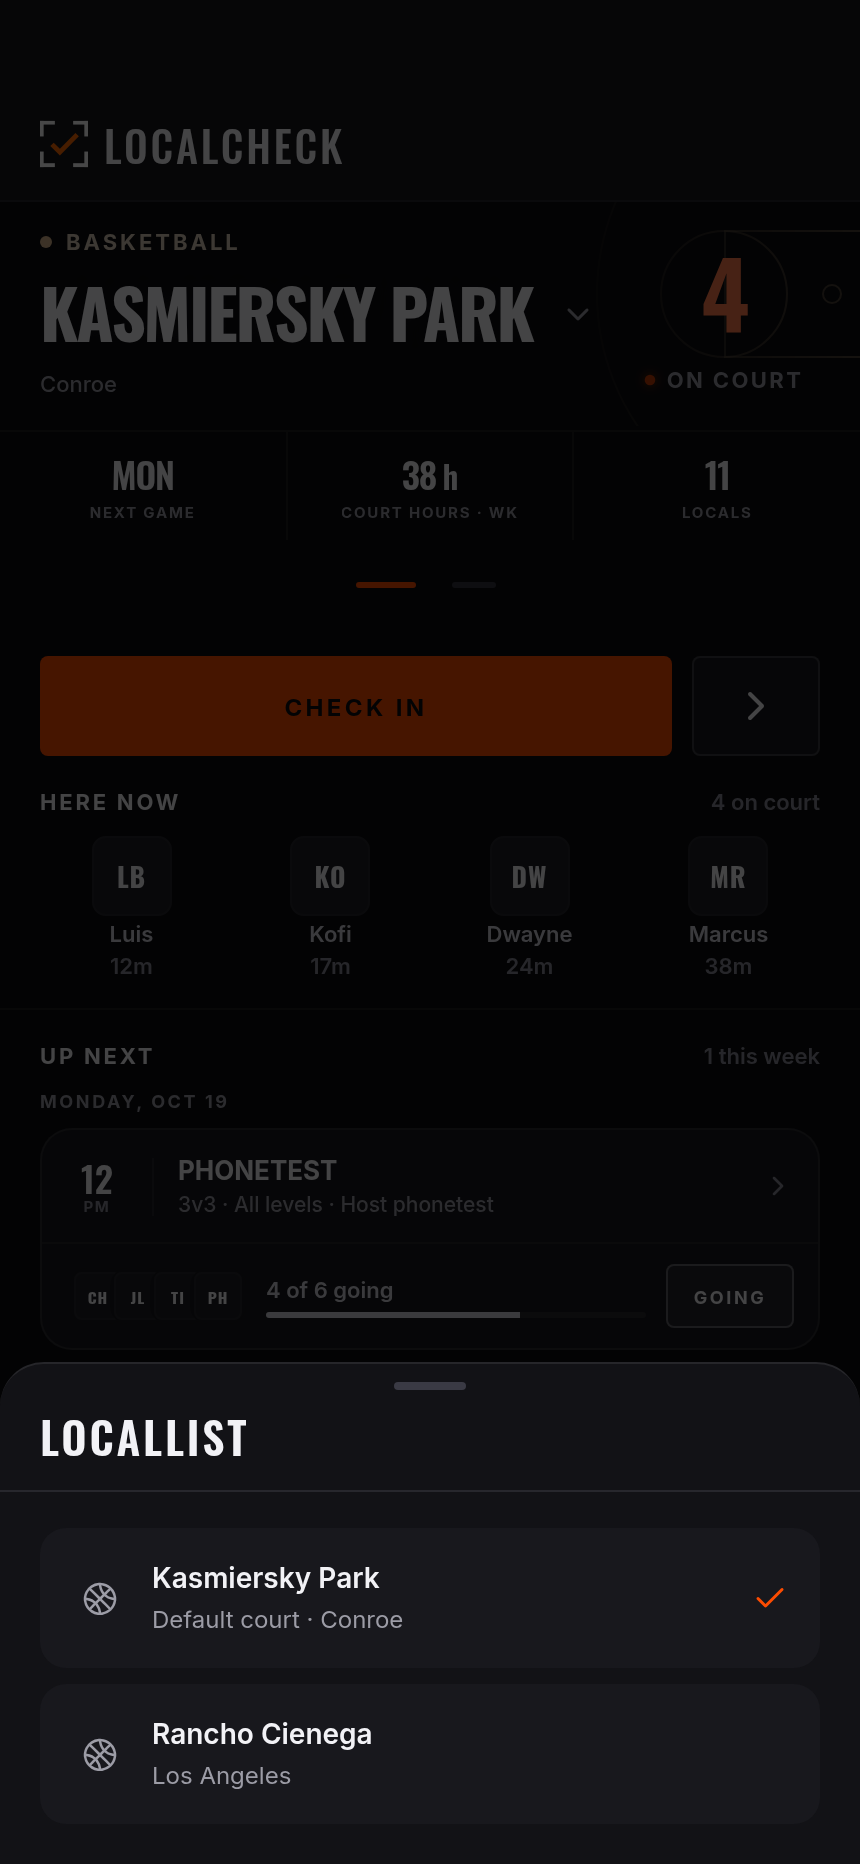 LOCALCHECK
BASKETBALL
KASMIERSKY PARK
Conroe
4
ON COURT
MON
NEXT GAME
38 h
COURT HOURS · WK
11
LOCALS
CHECK IN
HERE NOW
4 on court
LB
KO
DW
MR
Luis
Kofi
Dwayne
Marcus
12m
17m
24m
38m
UP NEXT
1 this week
MONDAY, OCT 19
12
PM
PHONETEST
3v3 · All levels · Host phonetest
CH
JL
TI
PH
4 of 6 going
GOING
LOCALLIST
Kasmiersky Park
Default court · Conroe
Rancho Cienega
Los Angeles